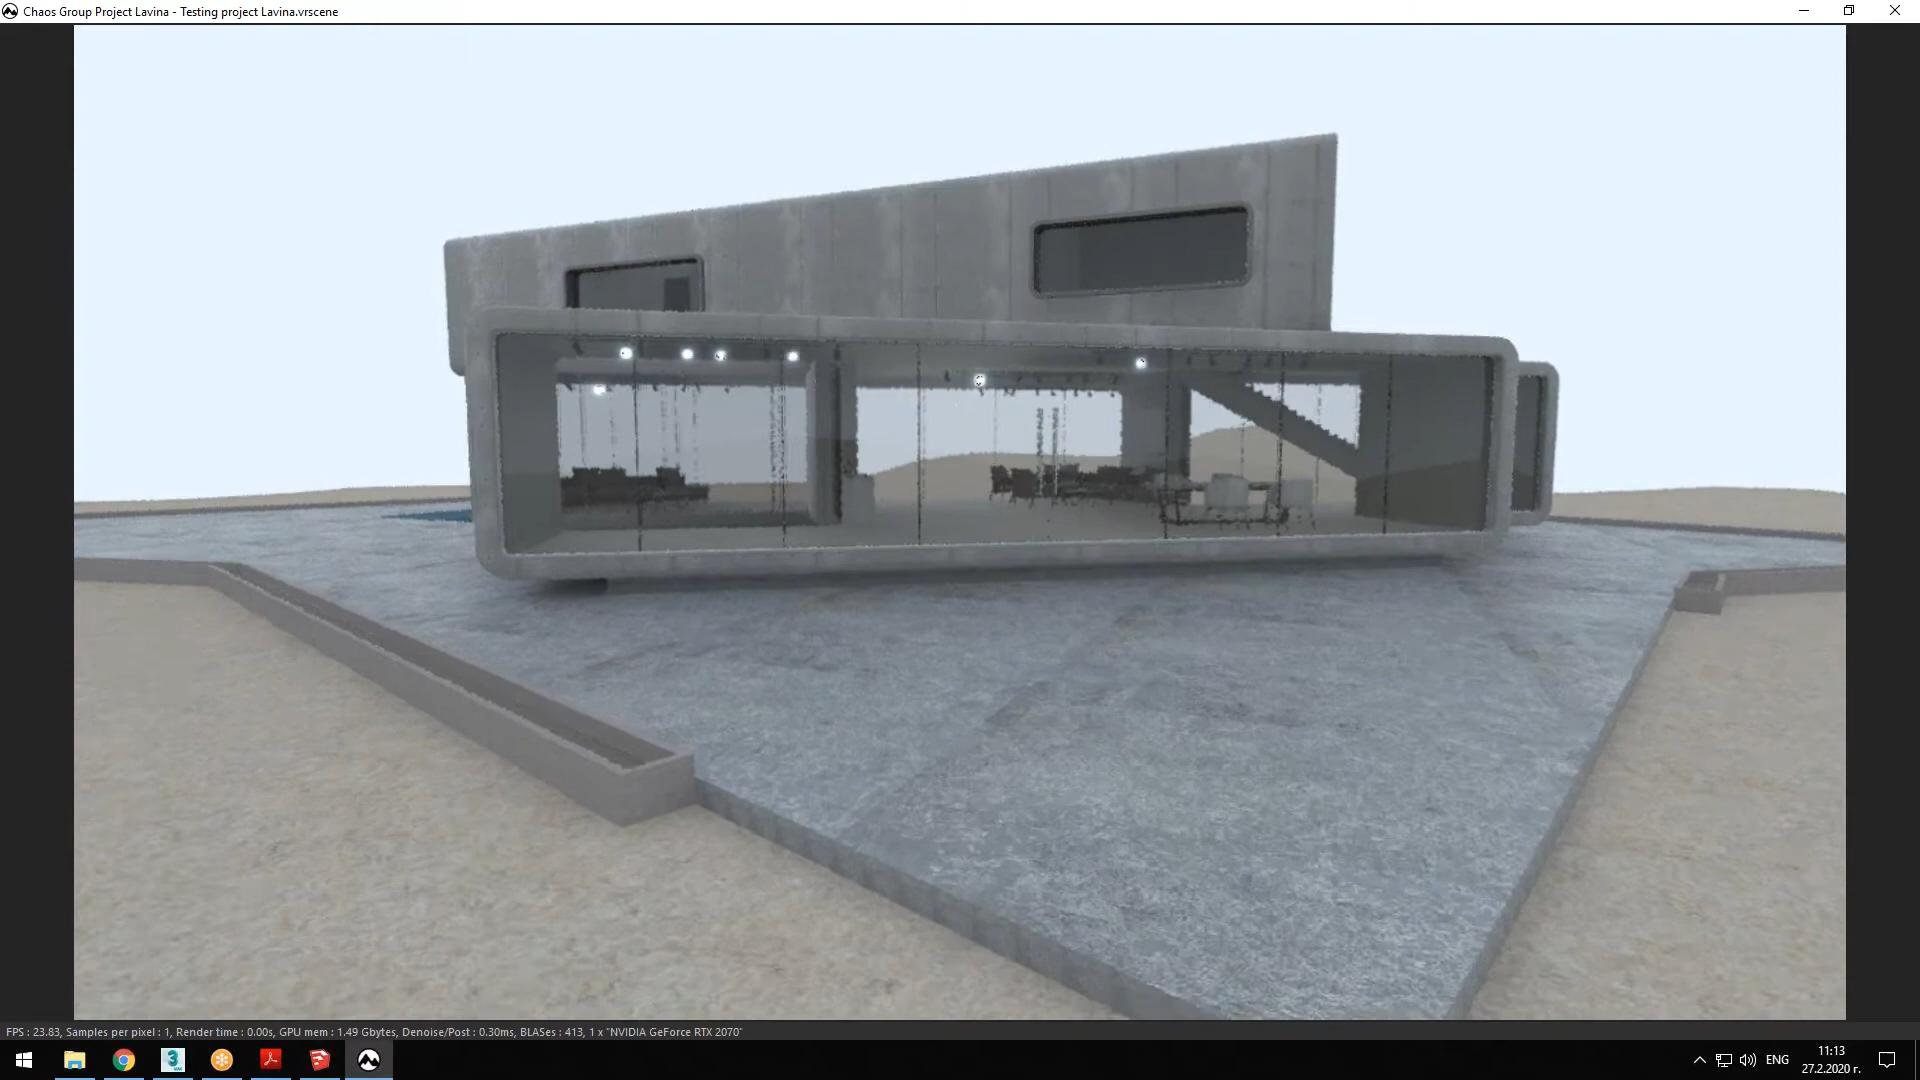 Chaos Group Project Lavina - Testing project Lavina.vrscene
FPS : 23.83, Samples per pixel : 1, Render time : 0.00s, GPU mem : 1.49 Gbytes, Denoise/Post : 0.30ms, BLASes : 413, 1 x "NVIDIA GeForce RTX 2070"
3
ENG
11:13
27.2.2020 г.